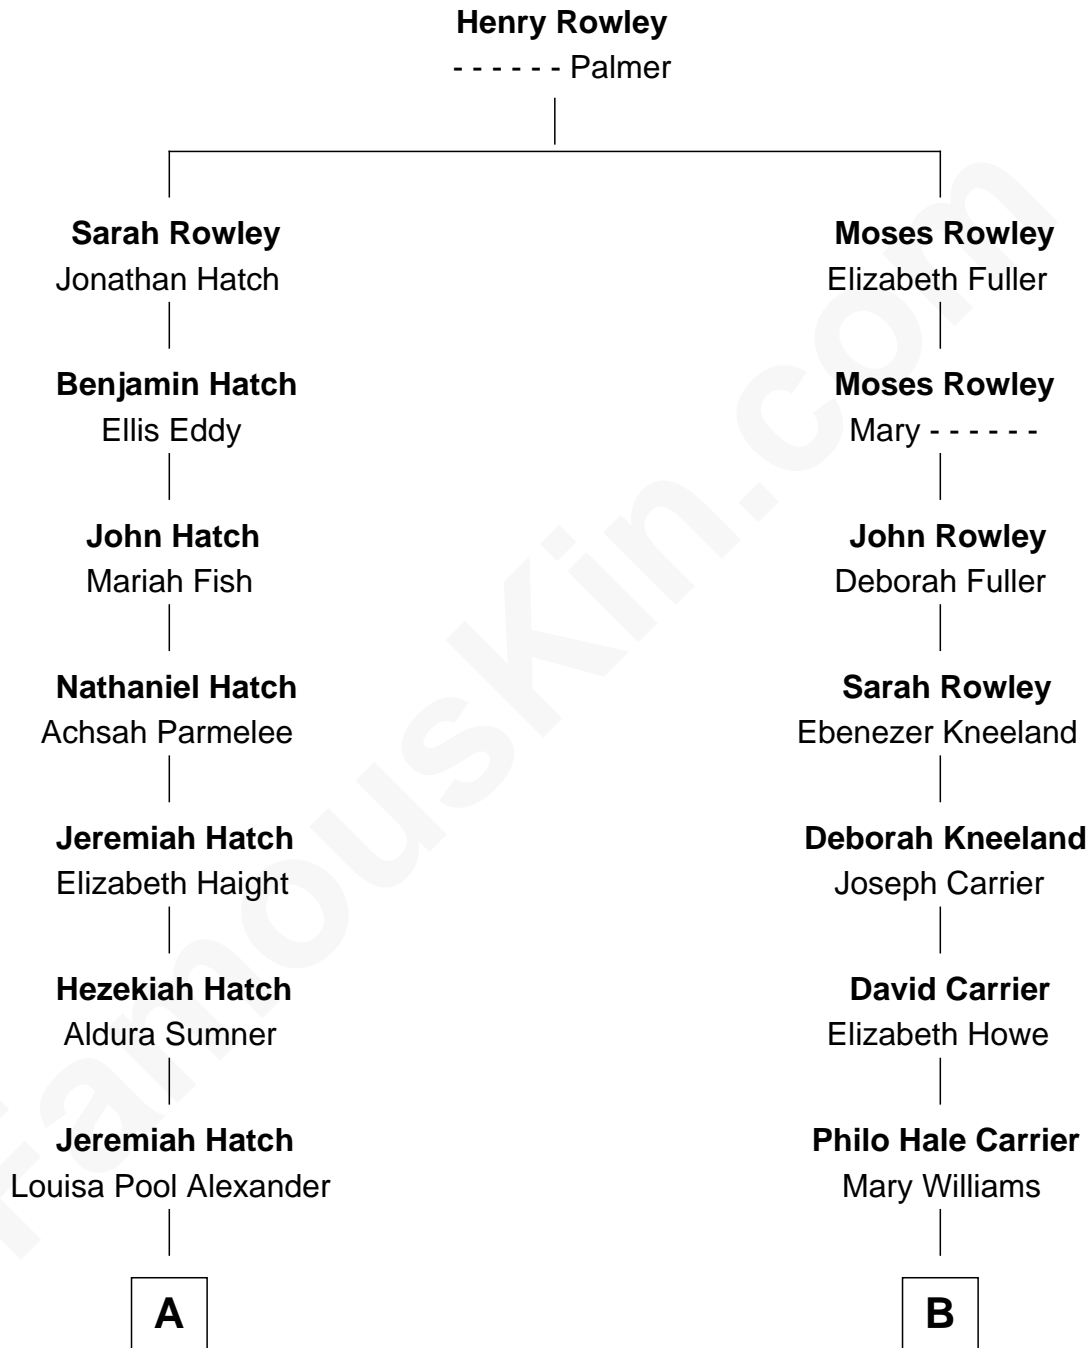 Henry Rowley
- - - - - - Palmer
Sarah Rowley
Jonathan Hatch
Moses Rowley
Elizabeth Fuller
Benjamin Hatch
Ellis Eddy
Moses Rowley
Mary - - - - - -
John Hatch
Mariah Fish
John Rowley
Deborah Fuller
Nathaniel Hatch
Achsah Parmelee
Sarah Rowley
Ebenezer Kneeland
Jeremiah Hatch
Elizabeth Haight
Deborah Kneeland
Joseph Carrier
Hezekiah Hatch
Aldura Sumner
David Carrier
Elizabeth Howe
Jeremiah Hatch
Louisa Pool Alexander
Philo Hale Carrier
Mary Williams
A
B
FamousKin.com